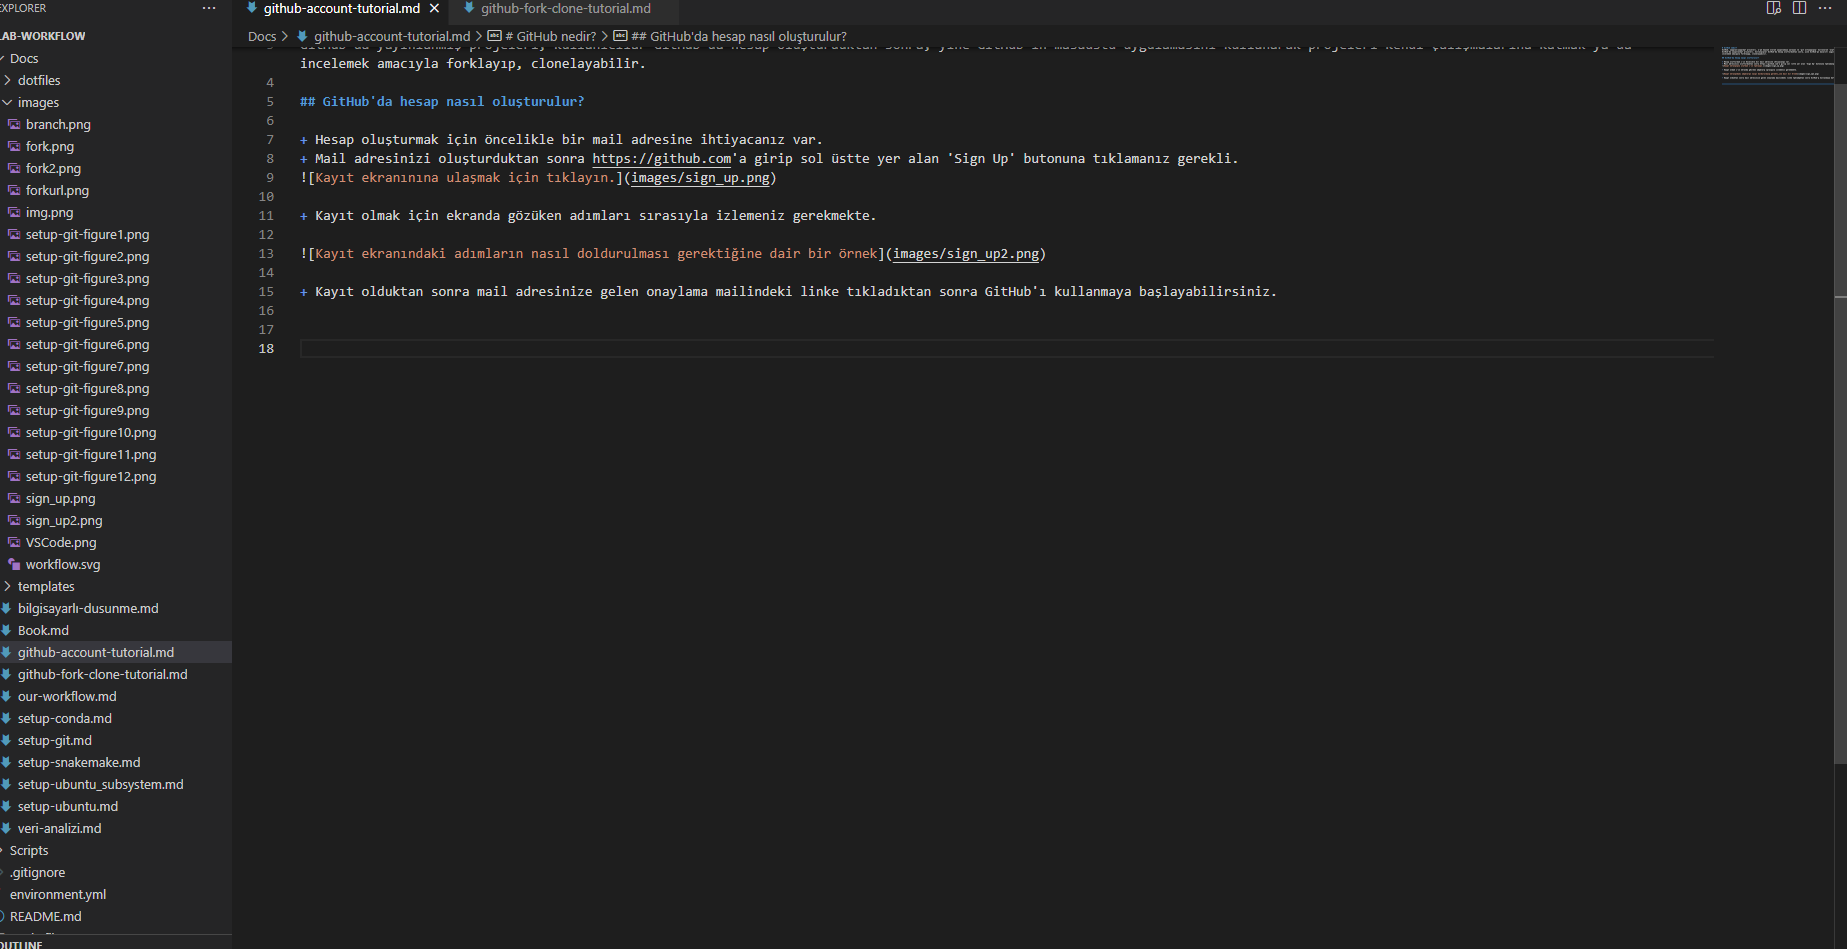 EXPLORER
LAB-WORKFLOW
Docs
dotfiles
images
branch.png
fork.png
fork2.png
forkurl.png
img.png
setup-git-figure1.png
setup-git-figure2.png
setup-git-figure3.png
setup-git-figure4.png
setup-git-figure5.png
setup-git-figure6.png
setup-git-figure7.png
setup-git-figure8.png
setup-git-figure9.png
setup-git-figure10.png
setup-git-figure11.png
setup-git-figure12.png
sign_up.png
sign_up2.png
VSCode.png
workflow.svg
templates
bilgisayarlı-dusunme.md
Book.md
github-account-tutorial.md
github-fork-clone-tutorial.md
our-workflow.md
setup-conda.md
setup-git.md
setup-snakemake.md
setup-ubuntu_subsystem.md
setup-ubuntu.md
veri-analizi.md
Scripts
.gitignore
environment.yml
README.md
OUTLINE
github-account-tutorial.md
github-fork-clone-tutorial.md
Docs > github-account-tutorial.md > # GitHub nedir? > ## GitHub'da hesap nasıl oluşturulur?
incelemek amacıyla forklayıp, clonelayabilir.
4
5 ## GitHub'da hesap nasıl oluşturulur?
6
7 + Hesap oluşturmak için öncelikle bir mail adresine ihtiyacanız var.
8 + Mail adresinizi oluşturduktan sonra https://github.com'a girip sol üstte yer alan 'Sign Up' butonuna tıklamanız gerekli.
9 ![Kayıt ekranınına ulaşmak için tıklayın.](images/sign_up.png)
10
11 + Kayıt olmak için ekranda gözüken adımları sırasıyla izlemeniz gerekmekte.
12
13 ![Kayıt ekranındaki adımların nasıl doldurulması gerektiğine dair bir örnek](images/sign_up2.png)
14
15 + Kayıt olduktan sonra mail adresinize gelen onaylama mailindeki linke tıkladıktan sonra GitHub'ı kullanmaya başlayabilirsiniz.
16
17
18